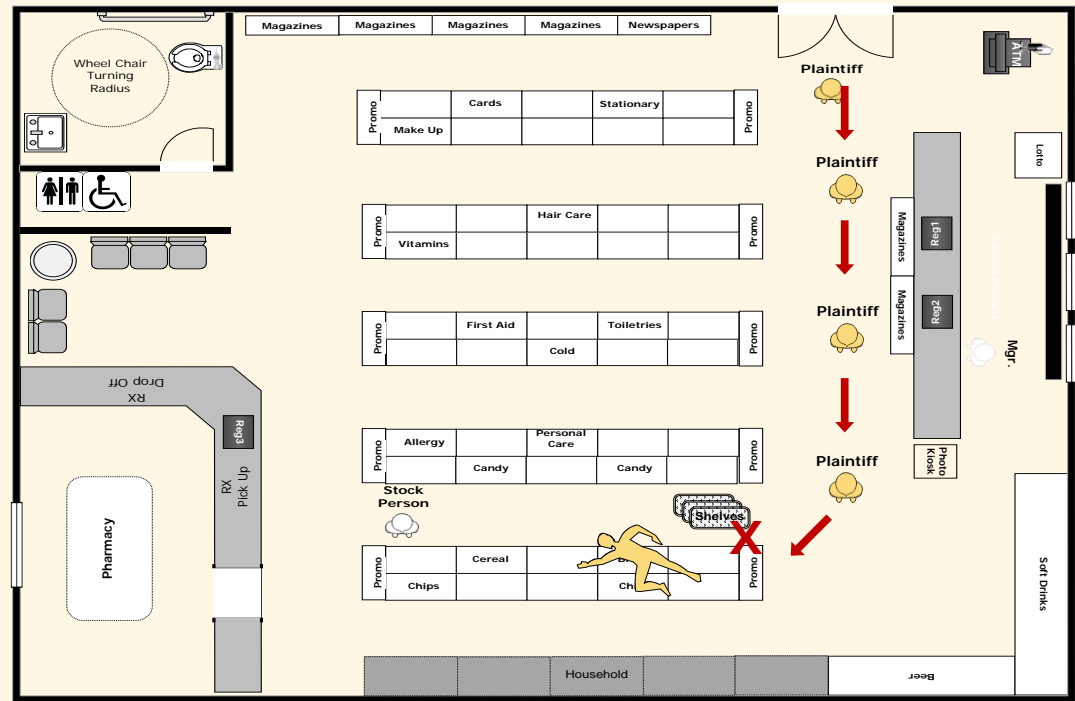 Magazines
Magazines
Magazines
Magazines
Newspapers
ATM
Wheel Chair
Turning
Radius
Plaintiff
Promo
Cards
Stationary
Make Up
Promo
Lotto
Plaintiff
Promo
Hair Care
Vitamins
Promo
Magazines
Reg1
Magazines
Reg2
Plaintiff
Mgr.
Promo
First Aid
Toiletries
Cold
Promo
RX
Drop Off
Reg3
RX
Pick Up
Promo
Allergy
Personal
Care
Candy
Candy
Promo
Plaintiff
Photo
Kiosk
Stock
Person
Shelves
X
Pharmacy
Promo
Cereal
Chips
Promo
Soft Drinks
Household
Beer